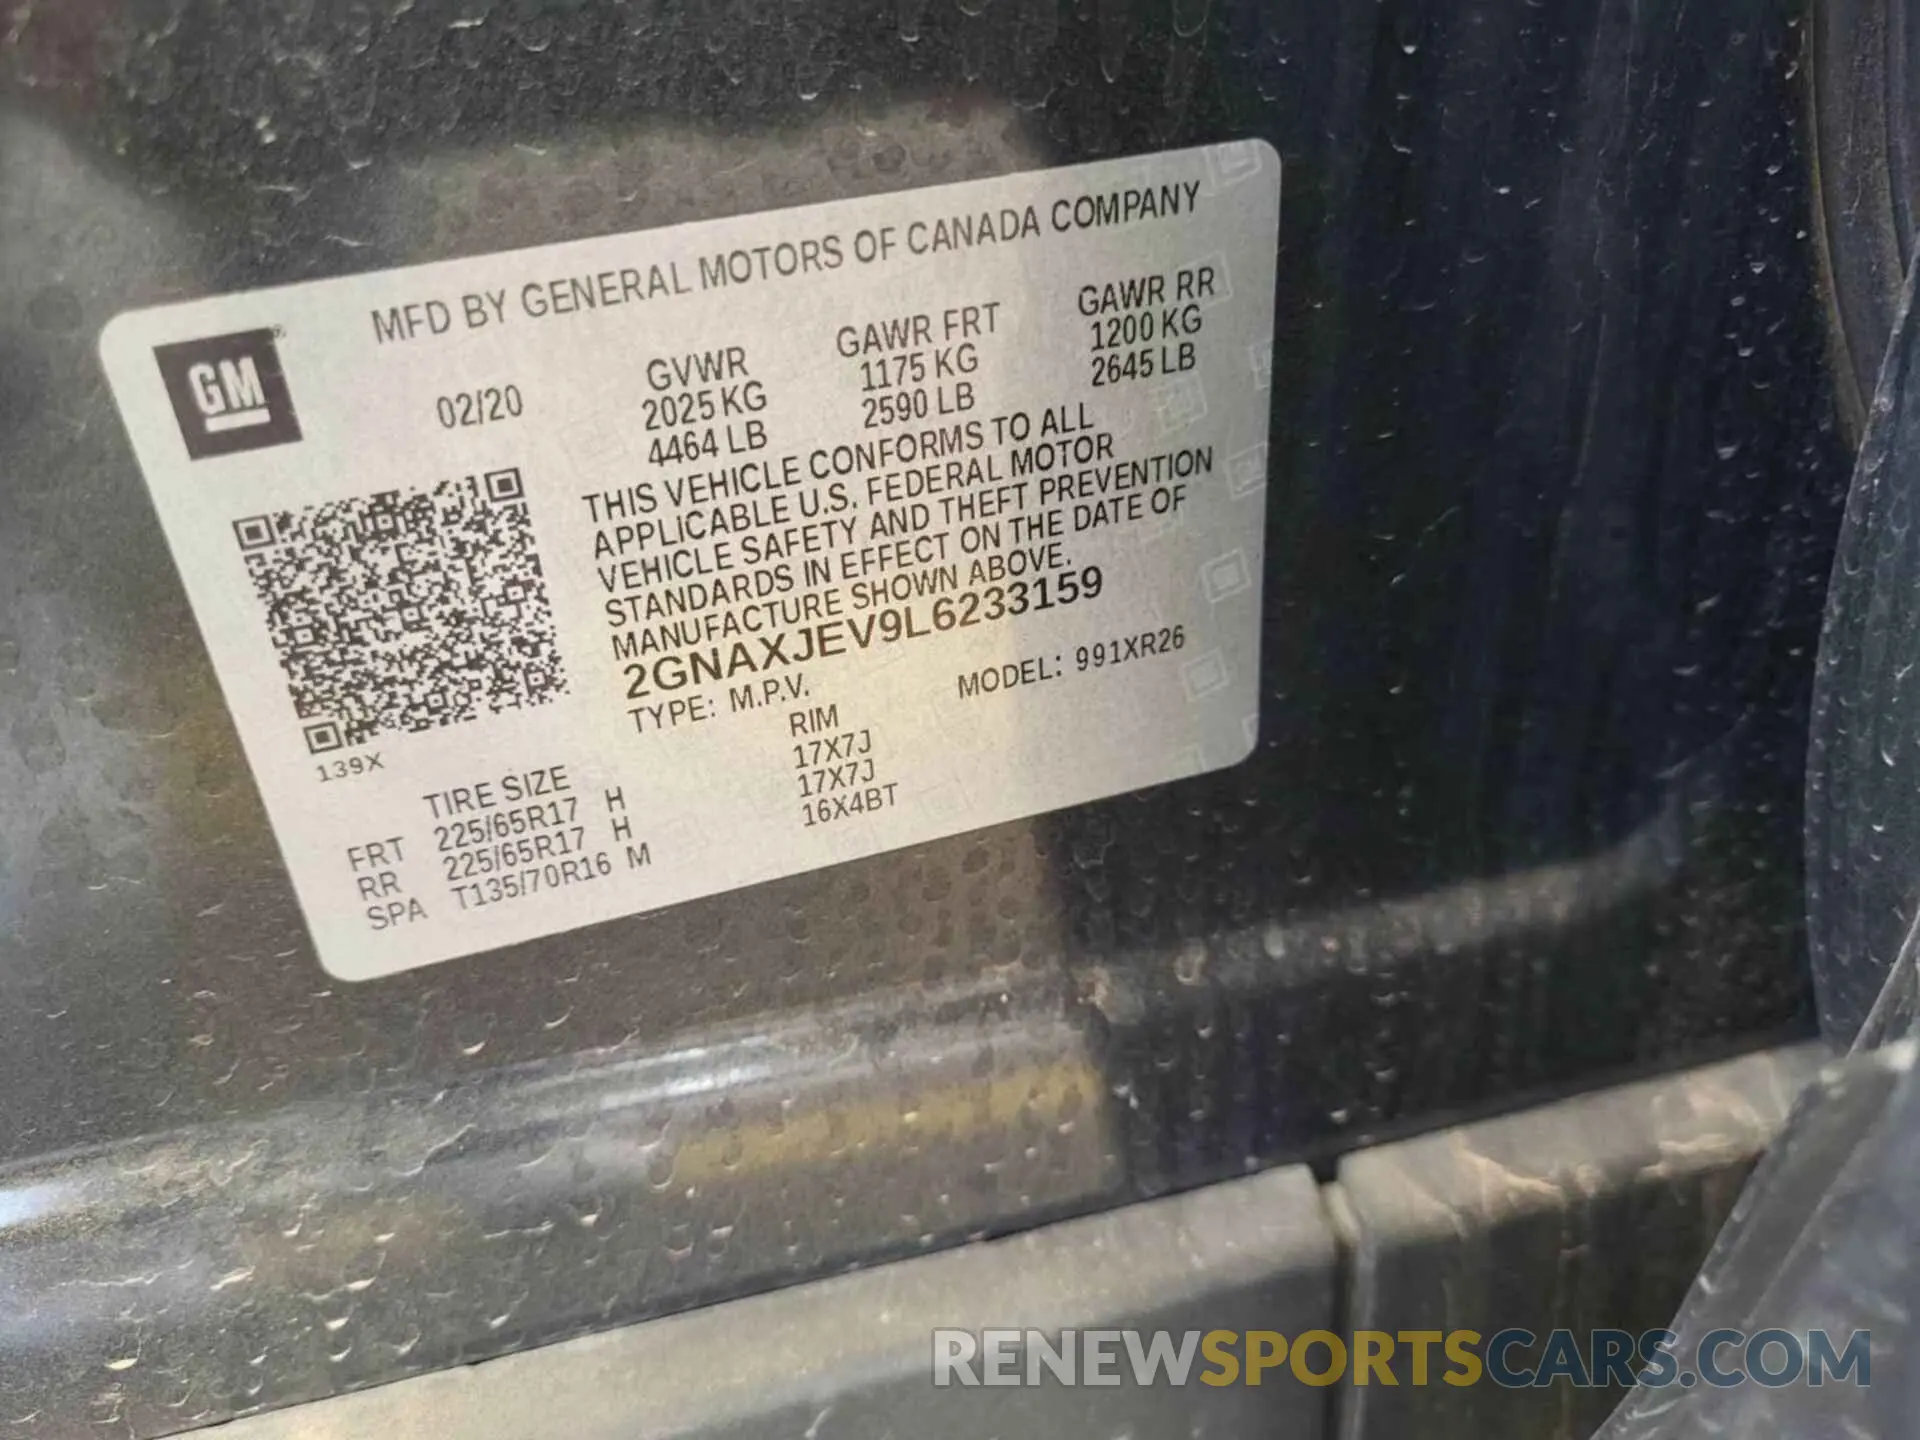 MFD BY GENERAL MOTORS OF CANADA COMPANY
GM®
02/20
GVWR
2025 KG
4464 LB
GAWR FRT
1175 KG
2590 LB
GAWR RR
1200 KG
2645 LB
THIS VEHICLE CONFORMS TO ALL
APPLICABLE U.S. FEDERAL MOTOR
VEHICLE SAFETY AND THEFT PREVENTION
STANDARDS IN EFFECT ON THE DATE OF
MANUFACTURE SHOWN ABOVE.
2GNAXJEV9L6233159
TYPE: M.P.V. MODEL: 991XR26
139X
TIRE SIZE RIM
FRT 225/65R17 H 17X7J
RR 225/65R17 H 17X7J
SPA T135/70R16 M 16X4BT
RENEWSPORTSCARS.COM